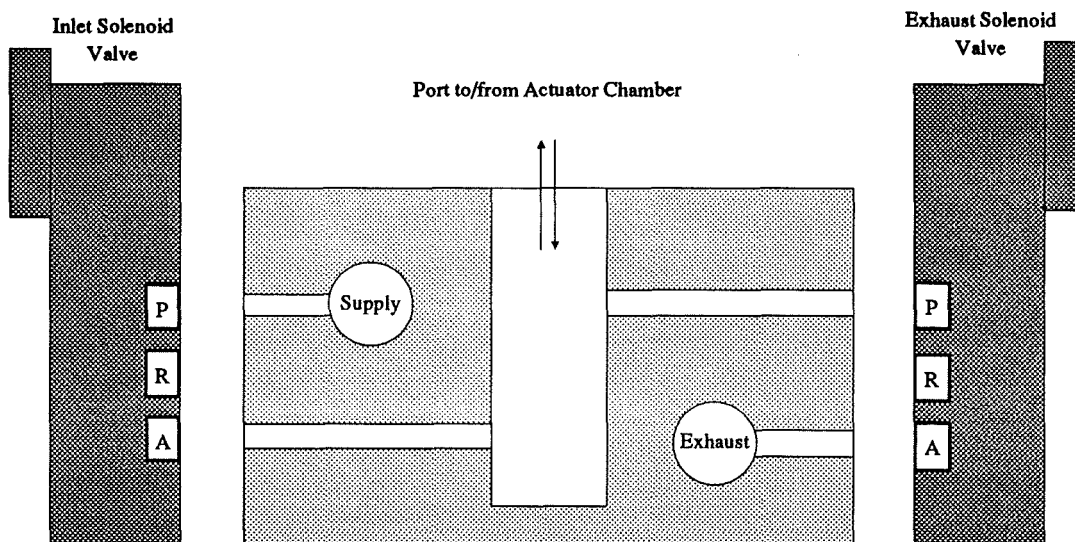 Inlet Solenoid
Valve
Exhaust Solenoid
Valve
Port to/from Actuator Chamber
Supply
P
R
A
P
R
A
Exhaust